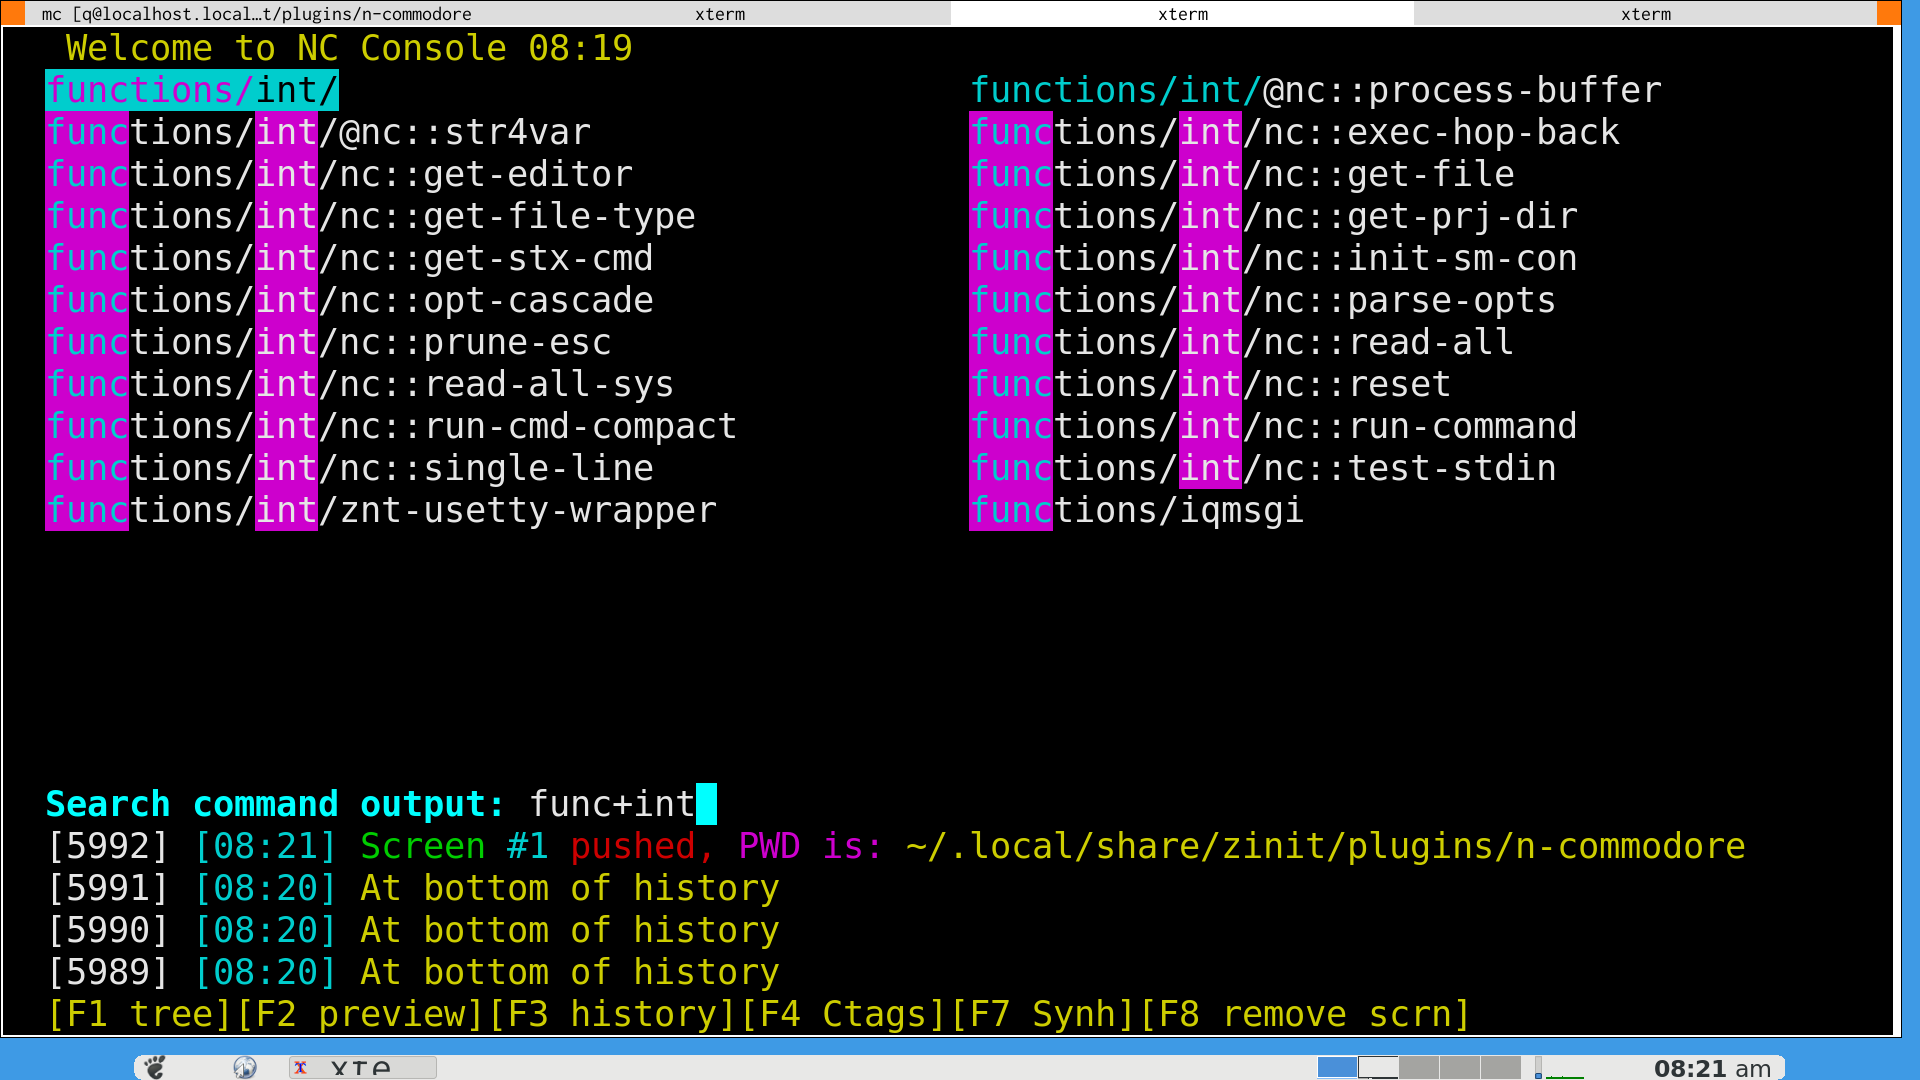 mc [q@localhost.local…t/plugins/n-commodore xterm xterm xterm
Welcome to NC Console 08:19
functions/int/ functions/int/@nc::process-buffer
functions/int/@nc::str4var functions/int/nc::exec-hop-back
functions/int/nc::get-editor functions/int/nc::get-file
functions/int/nc::get-file-type functions/int/nc::get-prj-dir
functions/int/nc::get-stx-cmd functions/int/nc::init-sm-con
functions/int/nc::opt-cascade functions/int/nc::parse-opts
functions/int/nc::prune-esc functions/int/nc::read-all
functions/int/nc::read-all-sys functions/int/nc::reset
functions/int/nc::run-cmd-compact functions/int/nc::run-command
functions/int/nc::single-line functions/int/nc::test-stdin
functions/int/znt-usetty-wrapper functions/iqmsgi
Search command output: func+int
[5992] [08:21] Screen #1 pushed, PWD is: ~/.local/share/zinit/plugins/n-commodore
[5991] [08:20] At bottom of history
[5990] [08:20] At bottom of history
[5989] [08:20] At bottom of history
[F1 tree][F2 preview][F3 history][F4 Ctags][F7 Synh][F8 remove scrn]
08:21 am